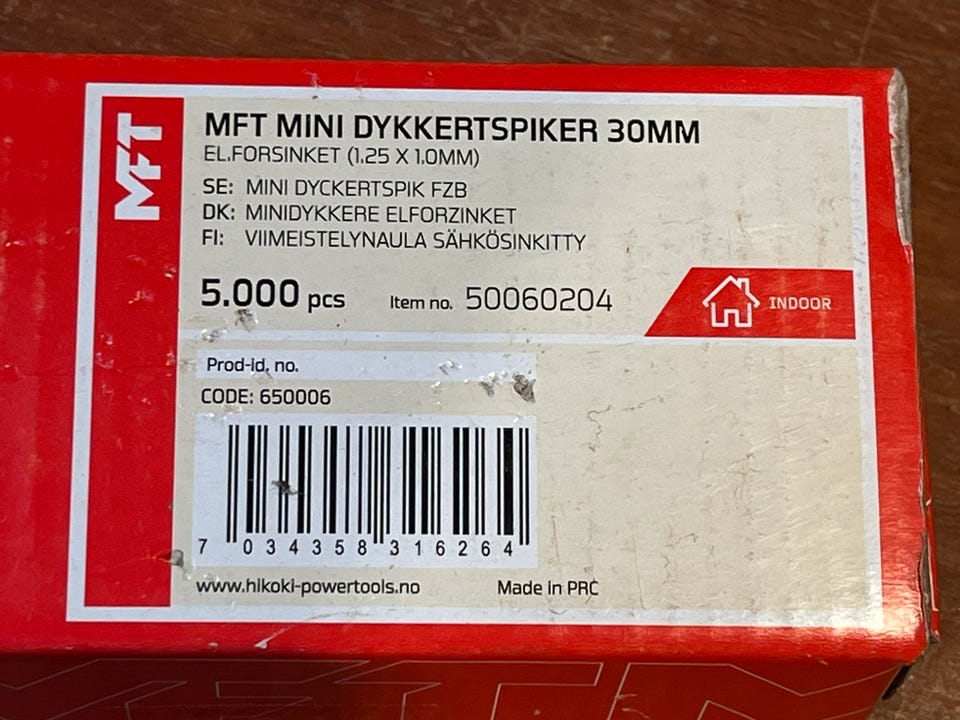 MFT
MFT MINI DYKKERTSPIKER 30MM
EL.FORSINKET (1.25 X 1.0MM)
SE: MINI DYCKERTSPIK FZB
DK: MINIDYKKERE ELFORZINKET
FI: VIIMEISTELYNAULA SÄHKÖSINKITTY
5.000 pcs Item no. 50060204
INDOOR
Prod-id. no.
CODE: 650006
7 034358 316264
www.hikoki-powertools.no Made in PRC